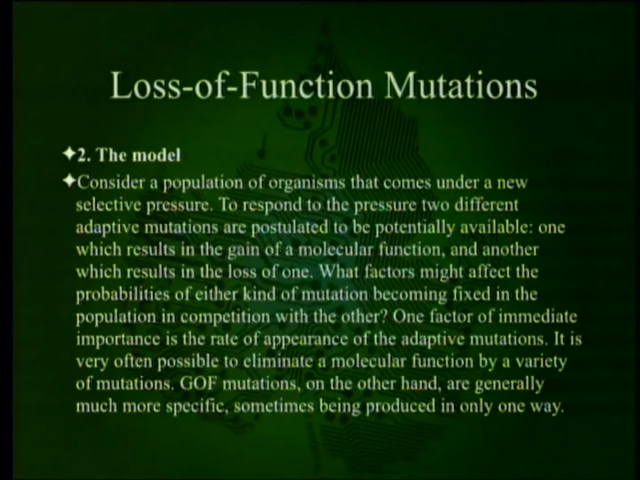 Loss-of-Function Mutations
✦2. The model
✦Consider a population of organisms that comes under a new
selective pressure. To respond to the pressure two different
adaptive mutations are postulated to be potentially available: one
which results in the gain of a molecular function, and another
which results in the loss of one. What factors might affect the
probabilities of either kind of mutation becoming fixed in the
population in competition with the other? One factor of immediate
importance is the rate of appearance of the adaptive mutations. It is
very often possible to eliminate a molecular function by a variety
of mutations. GOF mutations, on the other hand, are generally
much more specific, sometimes being produced in only one way.